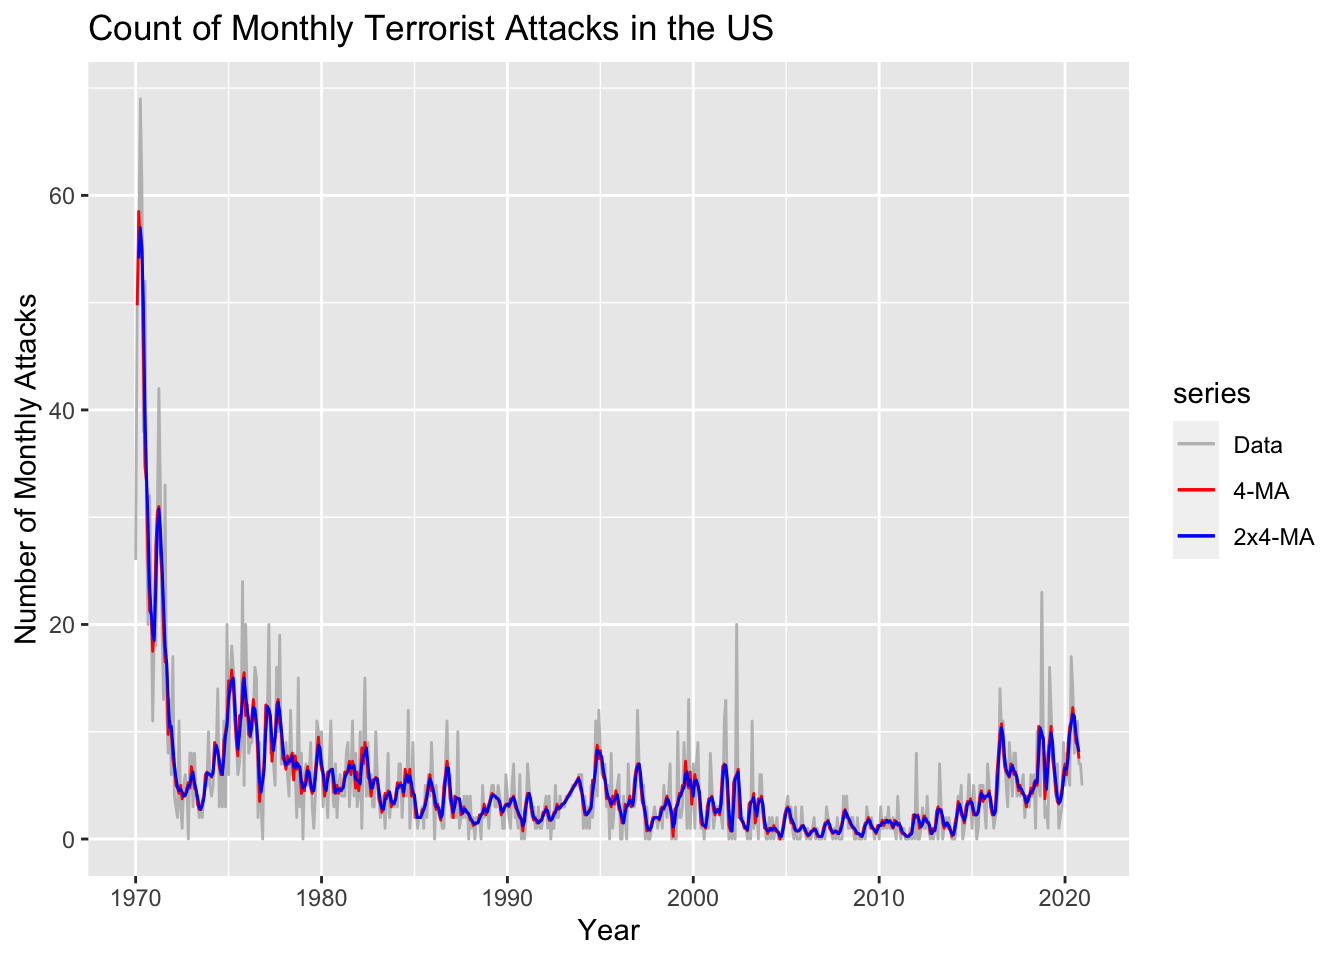 Count of Monthly Terrorist Attacks in the US
Number of Monthly Attacks
60
40
20
0
1970
1980
1990
2000
2010
2020
Year
series
Data
4-MA
2x4-MA